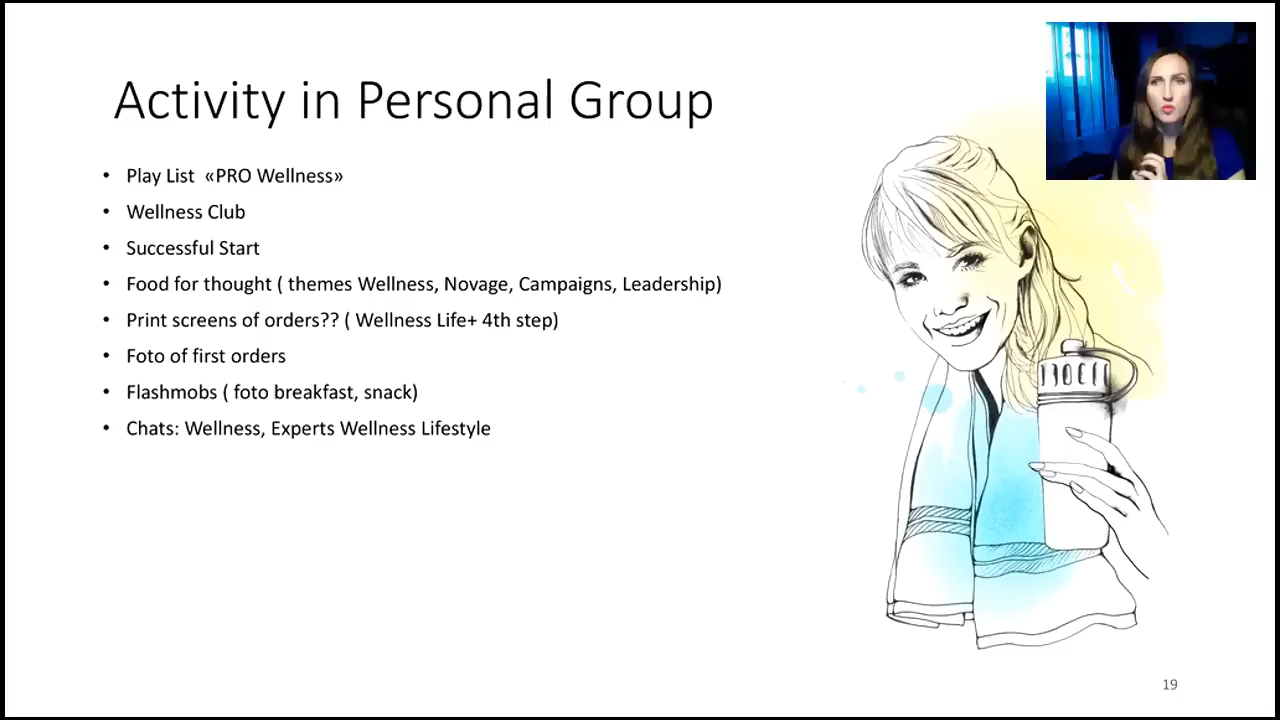 Activity in Personal Group
• Play List «PRO Wellness»
• Wellness Club
• Successful Start
• Food for thought ( themes Wellness, Novage, Campaigns, Leadership)
• Print screens of orders?? ( Wellness Life+ 4th step)
• Foto of first orders
• Flashmobs ( foto breakfast, snack)
• Chats: Wellness, Experts Wellness Lifestyle
19